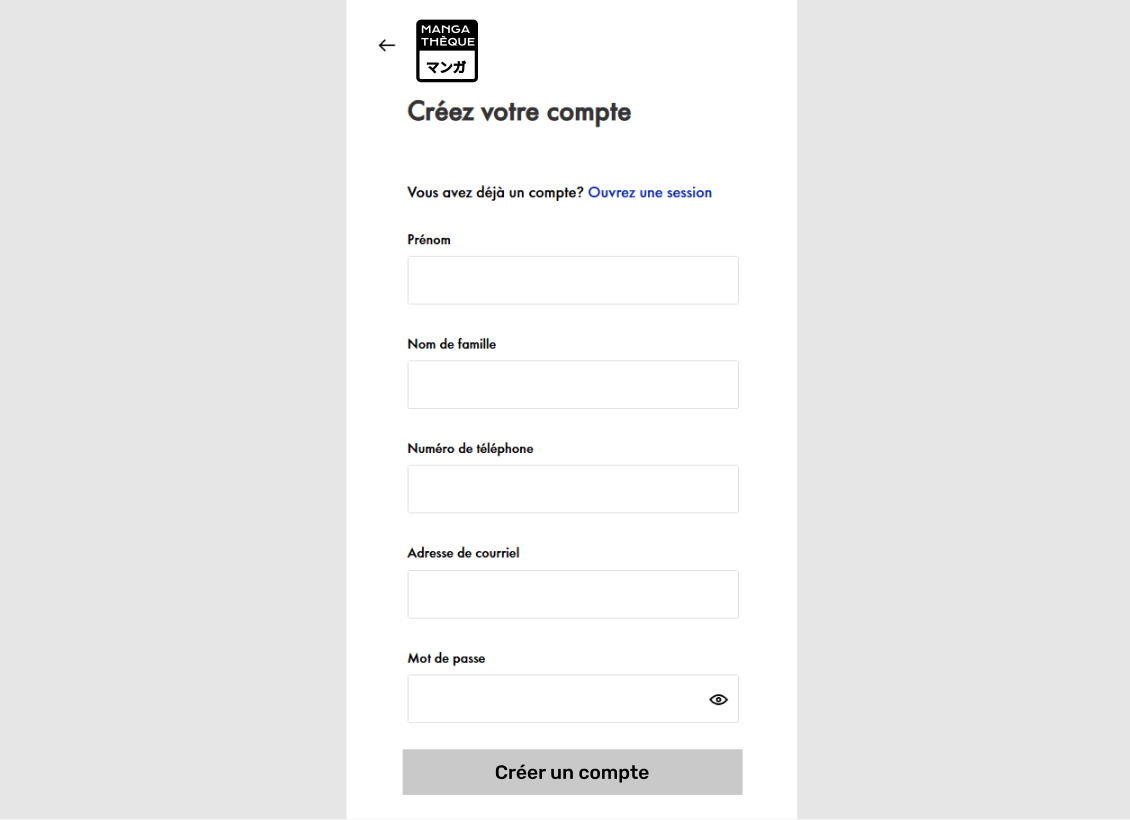 MANGA
THÈQUE
マンガ
Créez votre compte
Vous avez déjà un compte? Ouvrez une session
Prénom
Nom de famille
Numéro de téléphone
Adresse de courriel
Mot de passe
Créer un compte